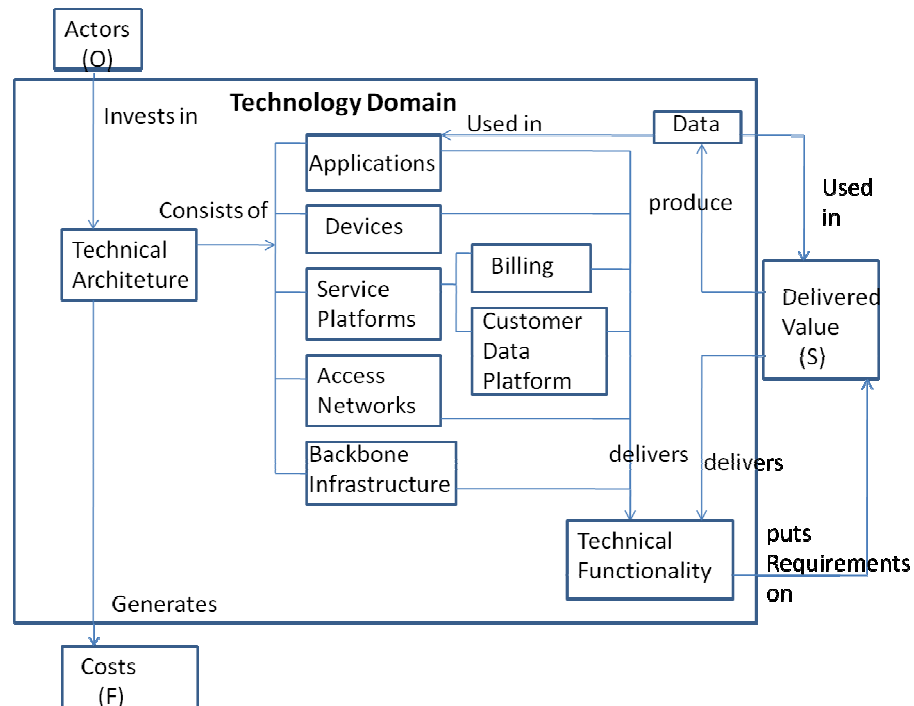 Actors
(O)
Technology Domain
Invests in
Used in
Data
Applications
Used
in
Consists of
produce
Devices
Technical
Architeture
Billing
Service
Platforms
Delivered
Value
(S)
Customer
Data
Platform
Access
Networks
Backbone
Infrastructure
delivers
delivers
Technical
Functionality
puts
Requirements
on
Generates
Costs
(F)